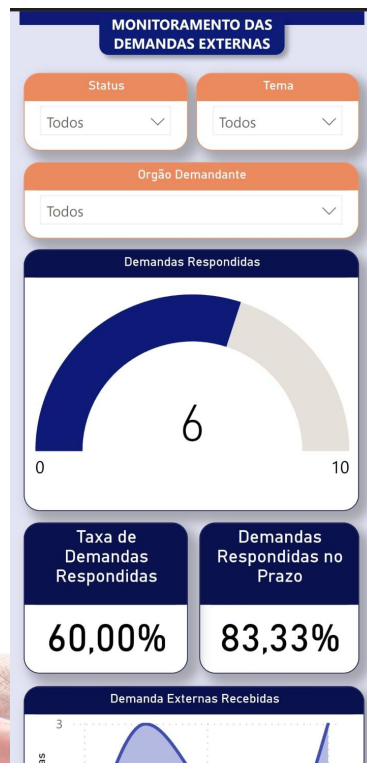 MONITORAMENTO DAS
DEMANDAS EXTERNAS
Status
Tema
Todos
Todos
Orgão Demandante
Todos
Demandas Respondidas
6
0
10
Taxa de
Demandas
Respondidas
Demandas
Respondidas no
Prazo
60,00%
83,33%
Demanda Externas Recebidas
3